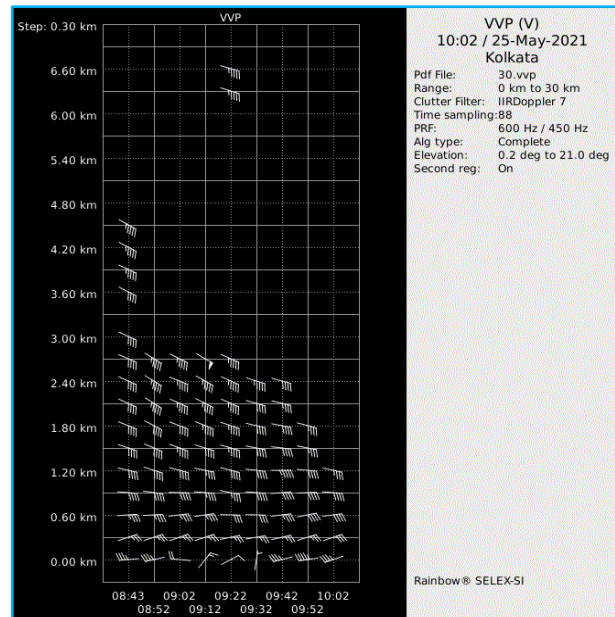 VVP
Step: 0.30 km
6.60 km
6.00 km
5.40 km
4.80 km
4.20 km
3.60 km
3.00 km
2.40 km
1.80 km
1.20 km
0.60 km
0.00 km
08:43 09:02 09:22 09:42 10:02
08:52 09:12 09:32 09:52
VVP (V)
10:02 / 25-May-2021
Kolkata
Pdf File: 30.vvp
Range: 0 km to 30 km
Clutter Filter: IIRDoppler 7
Time sampling:88
PRF: 600 Hz / 450 Hz
Alg type: Complete
Elevation: 0.2 deg to 21.0 deg
Second reg: On
Rainbow® SELEX-SI